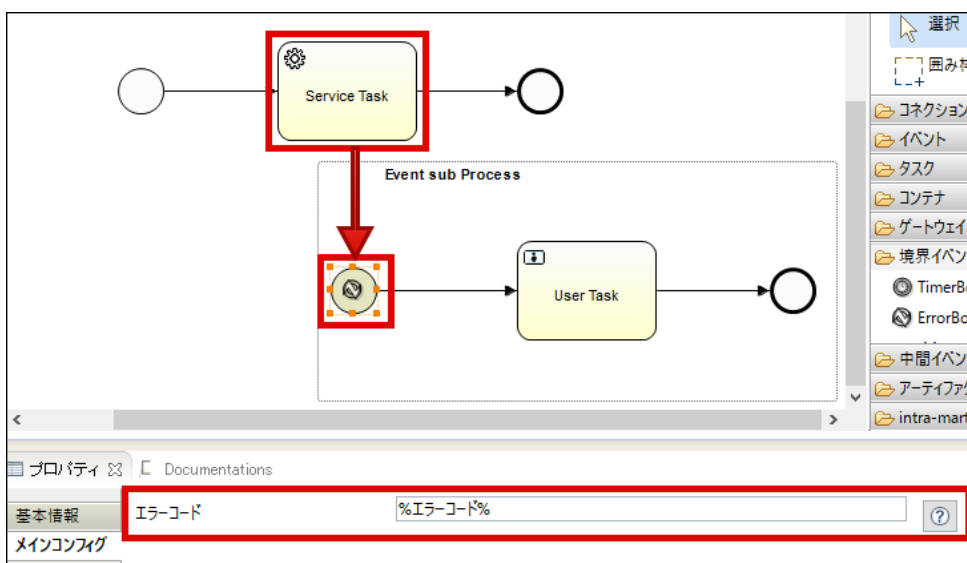 選択
囲み枠
コネクション
Service Task
イベント
タスク
Event sub Process
コンテナ
ゲートウェイ
境界イベン
TimerBo
User Task
ErrorBo
中間イベン
アーティファク
intra-mart
プロパティ
Documentations
基本情報
エラーコード
%エラーコード%
メインコンフィグ